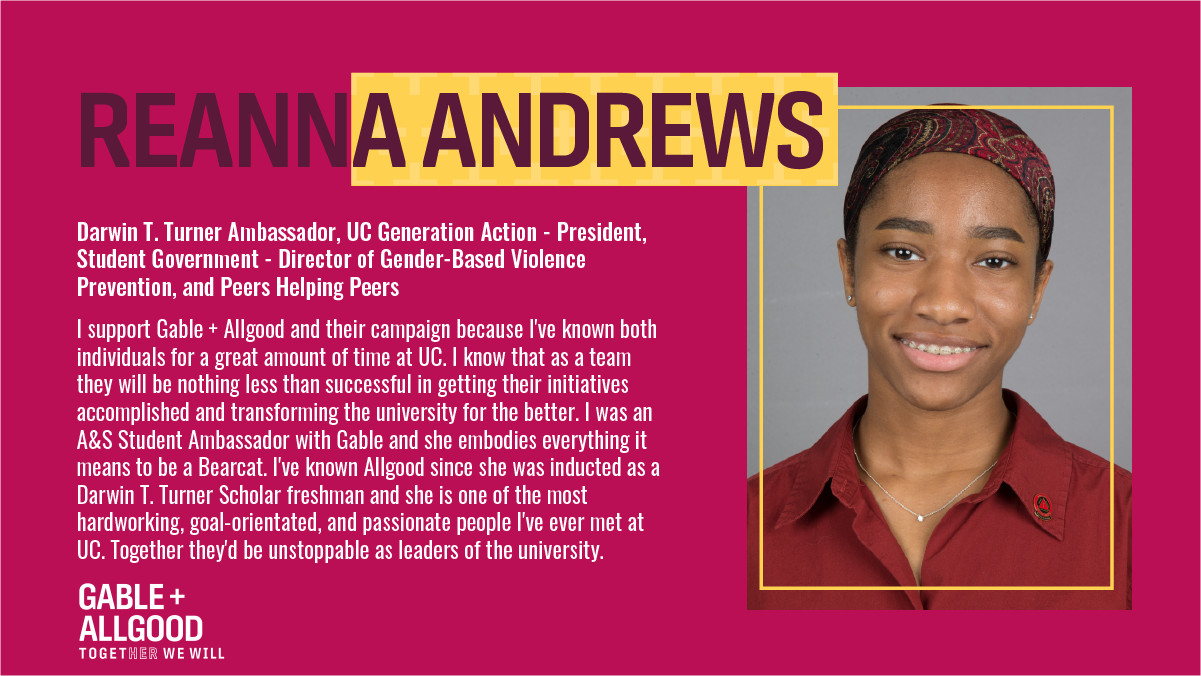 REANNA ANDREWS
Darwin T. Turner Ambassador, UC Generation Action - President,
Student Government - Director of Gender-Based Violence
Prevention, and Peers Helping Peers
I support Gable + Allgood and their campaign because I've known both
individuals for a great amount of time at UC. I know that as a team
they will be nothing less than successful in getting their initiatives
accomplished and transforming the university for the better. I was an
A&S Student Ambassador with Gable and she embodies everything it
means to be a Bearcat. I've known Allgood since she was inducted as a
Darwin T. Turner Scholar freshman and she is one of the most
hardworking, goal-orientated, and passionate people I've ever met at
UC. Together they'd be unstoppable as leaders of the university.
GABLE +
ALLGOOD
TOGETHER WE WILL